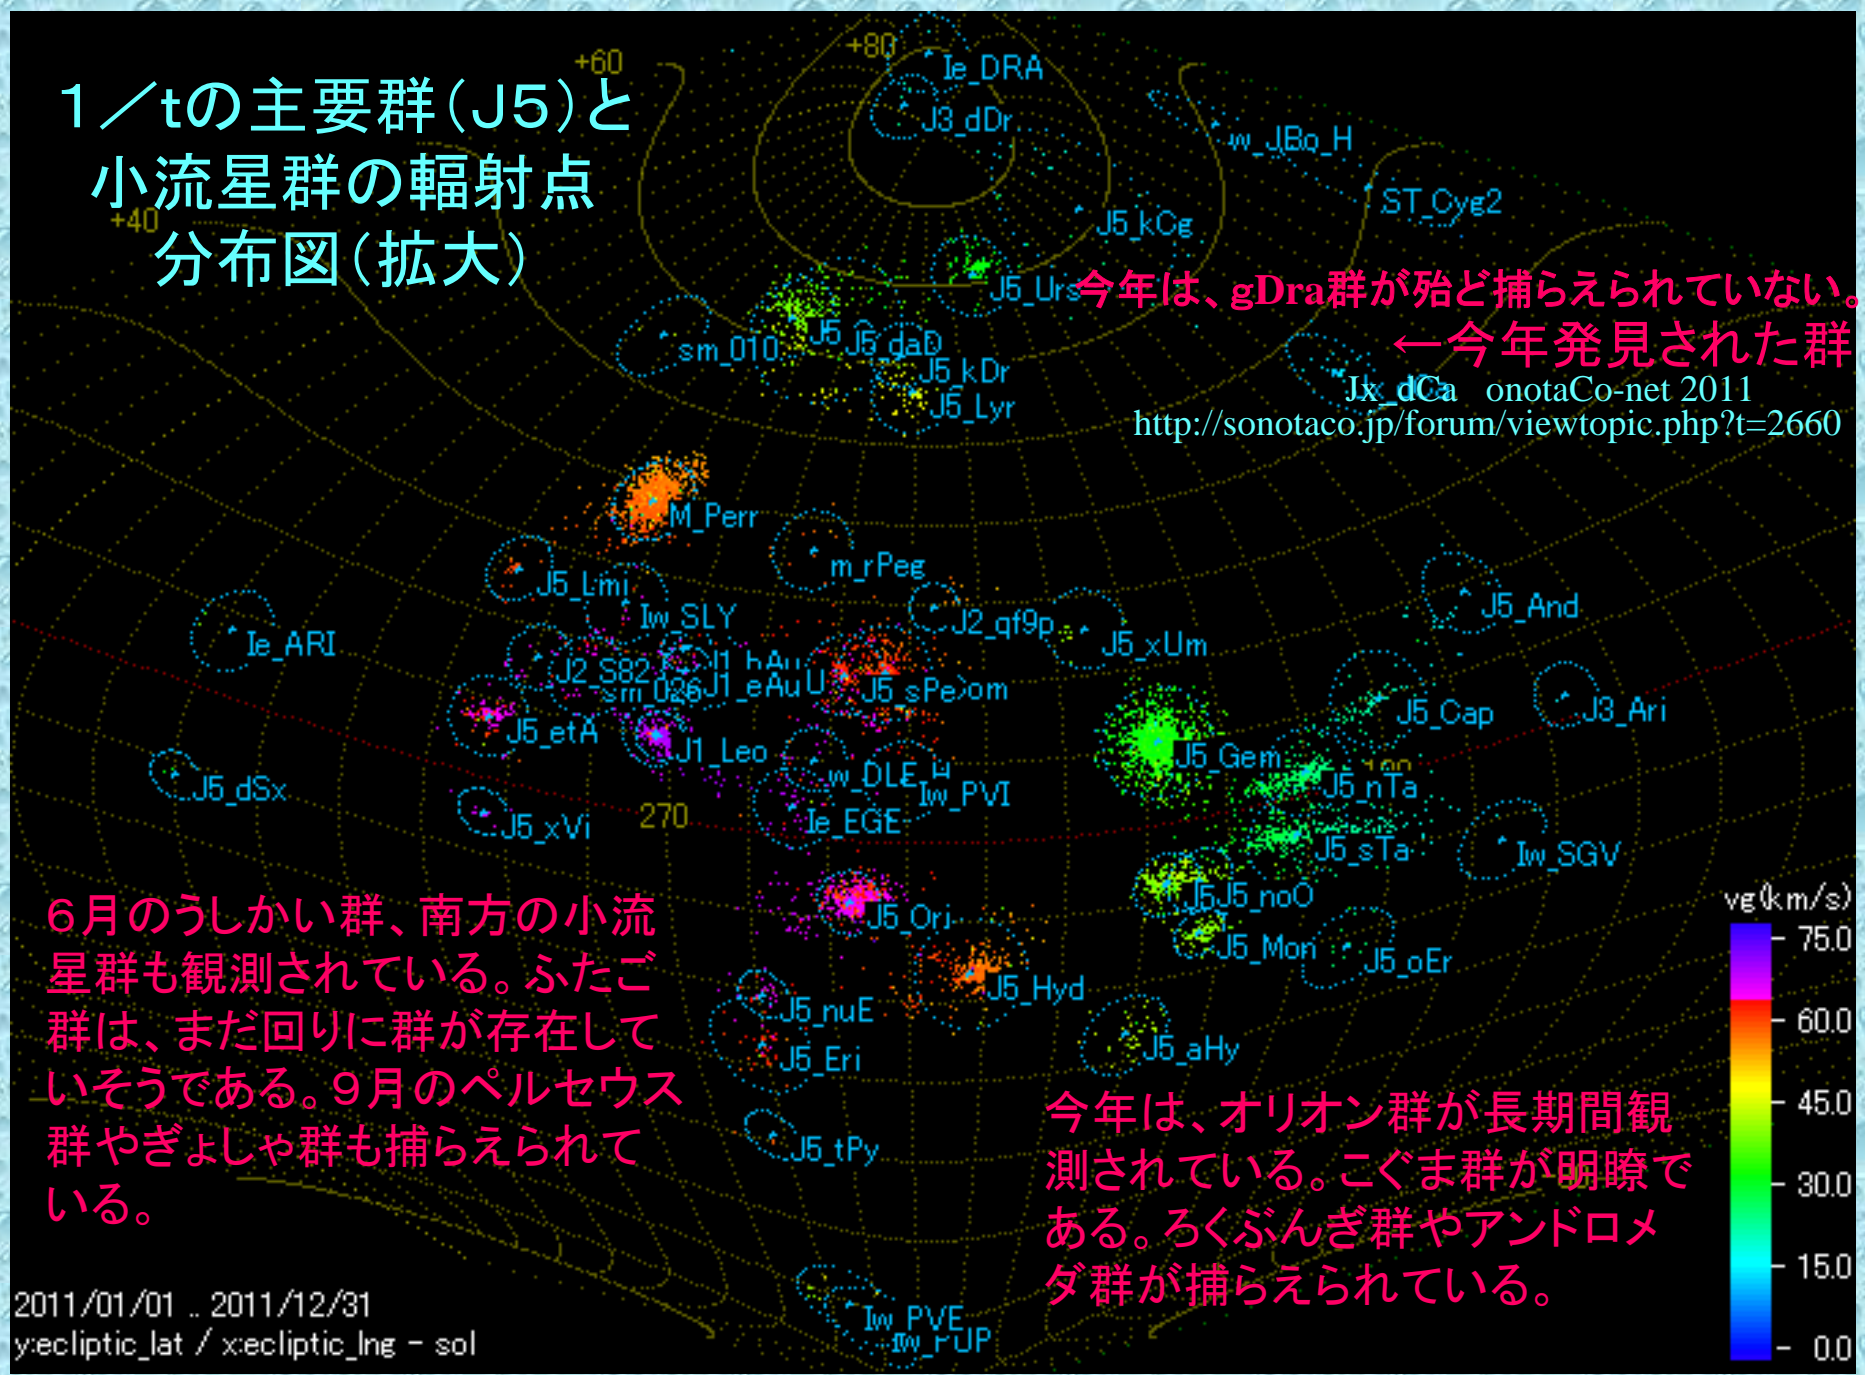 1／tの主要群（J5）と
小流星群の輻射点
分布図（拡大）
+60
+80
+40
Ie_DRA
J3_dDr
w_JBo_H
ST_Cyg2
J5_kCg
J5_Urs
今年は、gDra群が殆ど捕らえられていない。
←今年発見された群
Jx_dCa onotaCo-net 2011
http://sonotaco.jp/forum/viewtopic.php?t=2660
sm_010
J5_daD
J5_kDr
J5_Lyr
M_Perr
m_rPeg
J5_Lmi
Iw_SLY
J2_qf9p
J5_xUm
J5_And
Ie_ARI
J2_S82
sm_026
J1_eAu
J5_sPe
J5_etA
J1_Leo
J5_Gem
J5_Cap
J3_Ari
J5_dSx
J5_xVi
270
Iw_PVI
Ie_EGE
J5_nTa
J5_sTa
Iw_SGV
J5_noO
J5_Ori
J5_Mon
J5_oEr
J5_Hyd
J5_nuE
J5_Eri
J5_aHy
J5_tPy
Iw_PVE
6月のうしかい群、南方の小流
星群も観測されている。ふたご
群は、まだ回りに群が存在して
いそうである。9月のペルセウス
群やぎょしゃ群も捕らえられて
いる。
今年は、オリオン群が長期間観
測されている。こぐま群が明瞭で
ある。ろくぶんぎ群やアンドロメ
ダ群が捕らえられている。
vg(km/s)
75.0
60.0
45.0
30.0
15.0
0.0
2011/01/01 .. 2011/12/31
y:ecliptic_lat / x:ecliptic_lng - sol